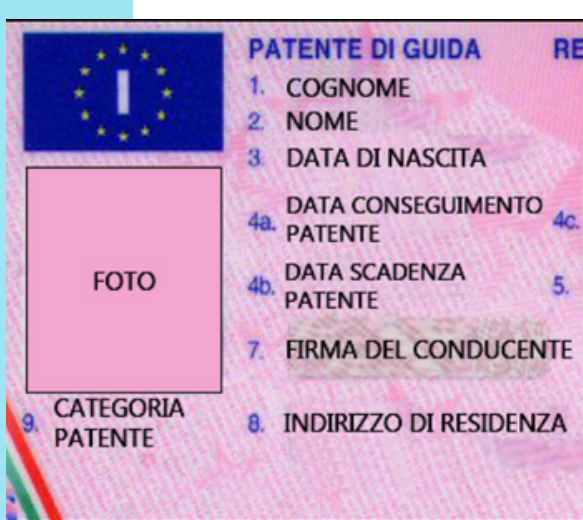 I
PATENTE DI GUIDA RE
1. COGNOME
2. NOME
3. DATA DI NASCITA
4a. DATA CONSEGUIMENTO
PATENTE
4c.
4b. DATA SCADENZA
PATENTE
5.
FOTO
7. FIRMA DEL CONDUCENTE
9. CATEGORIA
PATENTE
8. INDIRIZZO DI RESIDENZA